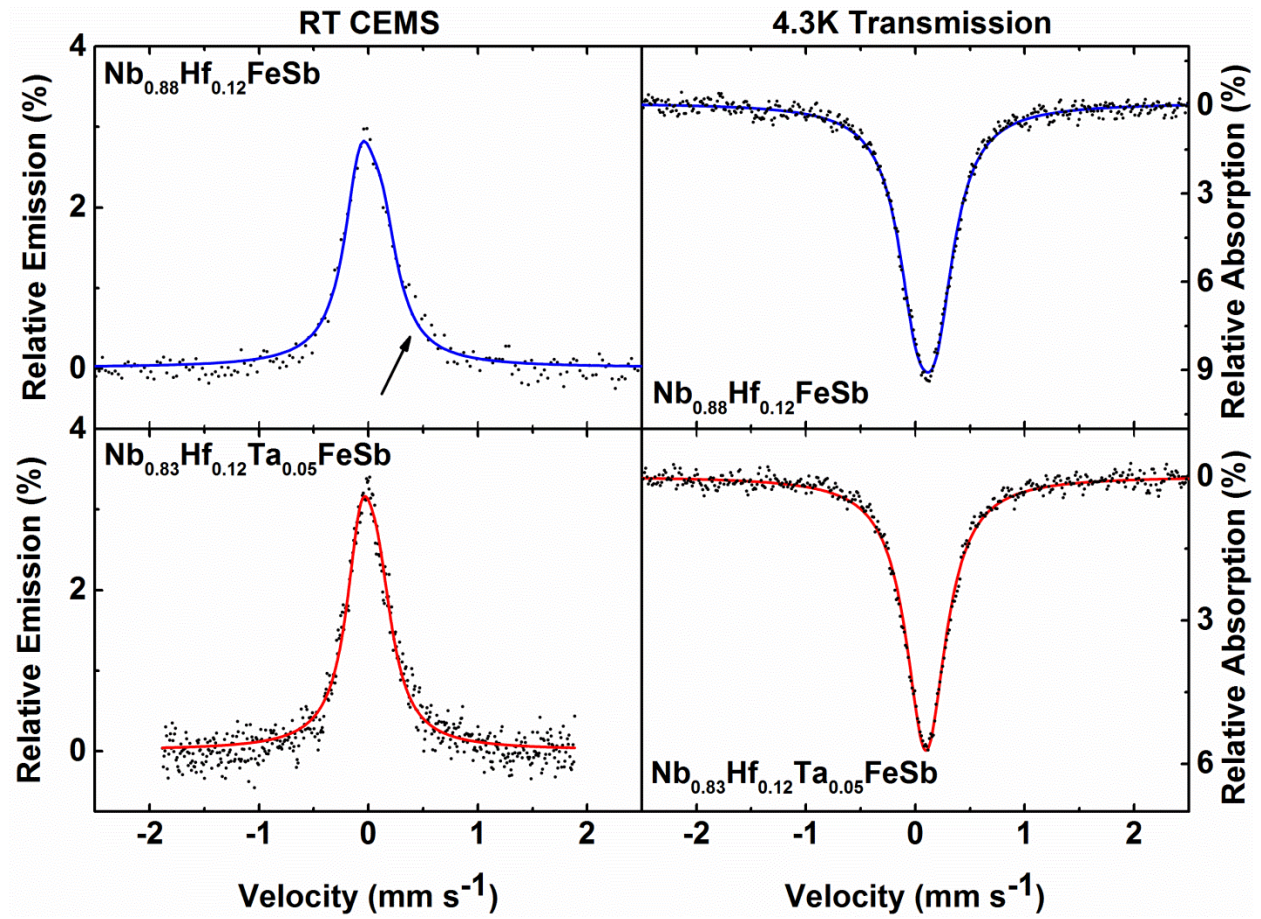 RT CEMS
4.3K Transmission
Relative Emission (%)
4
2
0
Nb₀.₈₈Hf₀.₁₂FeSb
0
3
6
9
Relative Absorption (%)
Nb₀.₈₈Hf₀.₁₂FeSb
Relative Emission (%)
4
2
0
Nb₀.₈₃Hf₀.₁₂Ta₀.₀₅FeSb
0
3
6
Relative Absorption (%)
Nb₀.₈₃Hf₀.₁₂Ta₀.₀₅FeSb
-2 -1 0 1 2
-2 -1 0 1 2
Velocity (mm s⁻¹)
Velocity (mm s⁻¹)